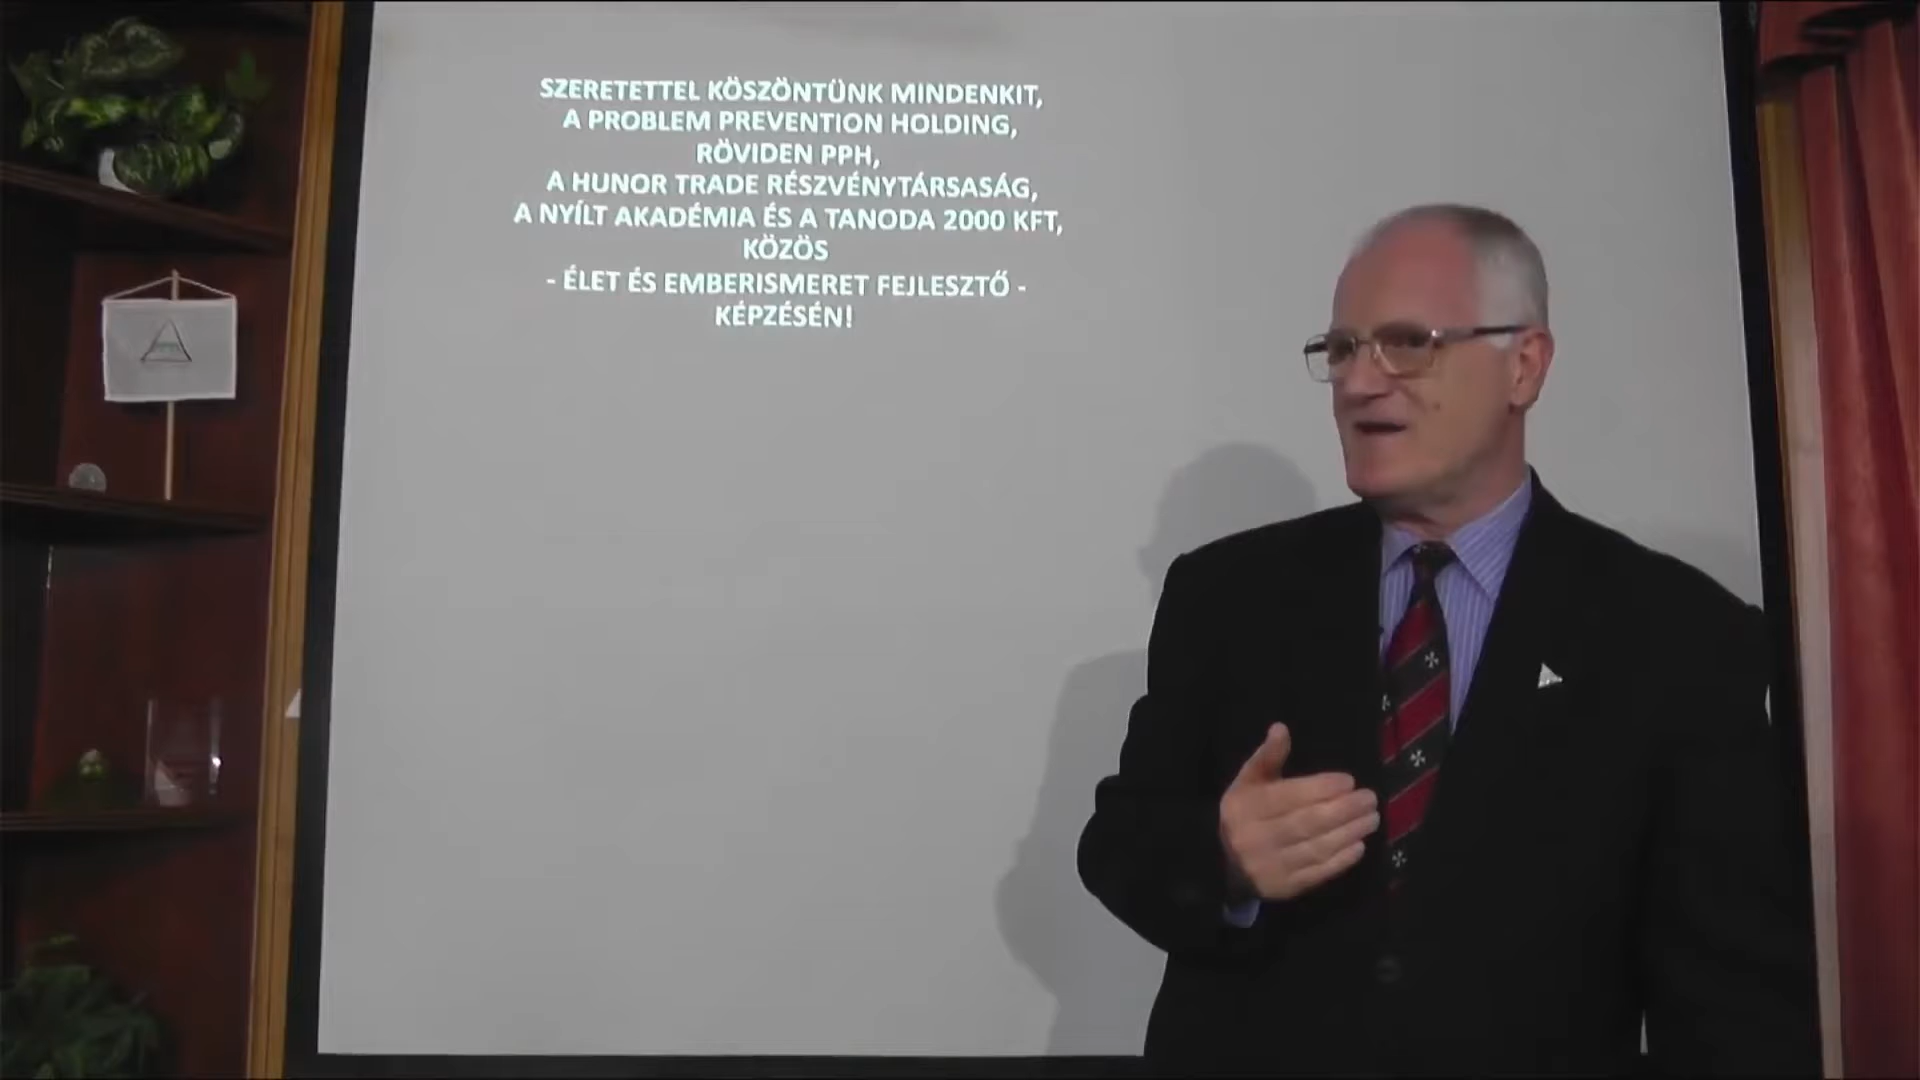 SZERETETTEL KÖSZÖNTÜNK MINDENKIT,
A PROBLEM PREVENTION HOLDING,
RÖVIDEN PPH,
A HUNOR TRADE RÉSZVÉNYTÁRSASÁG,
A NYÍLT AKADÉMIA ÉS A TANODA 2000 KFT,
KÖZÖS
- ÉLET ÉS EMBERISMERET FEJLESZTŐ -
KÉPZÉSÉN!